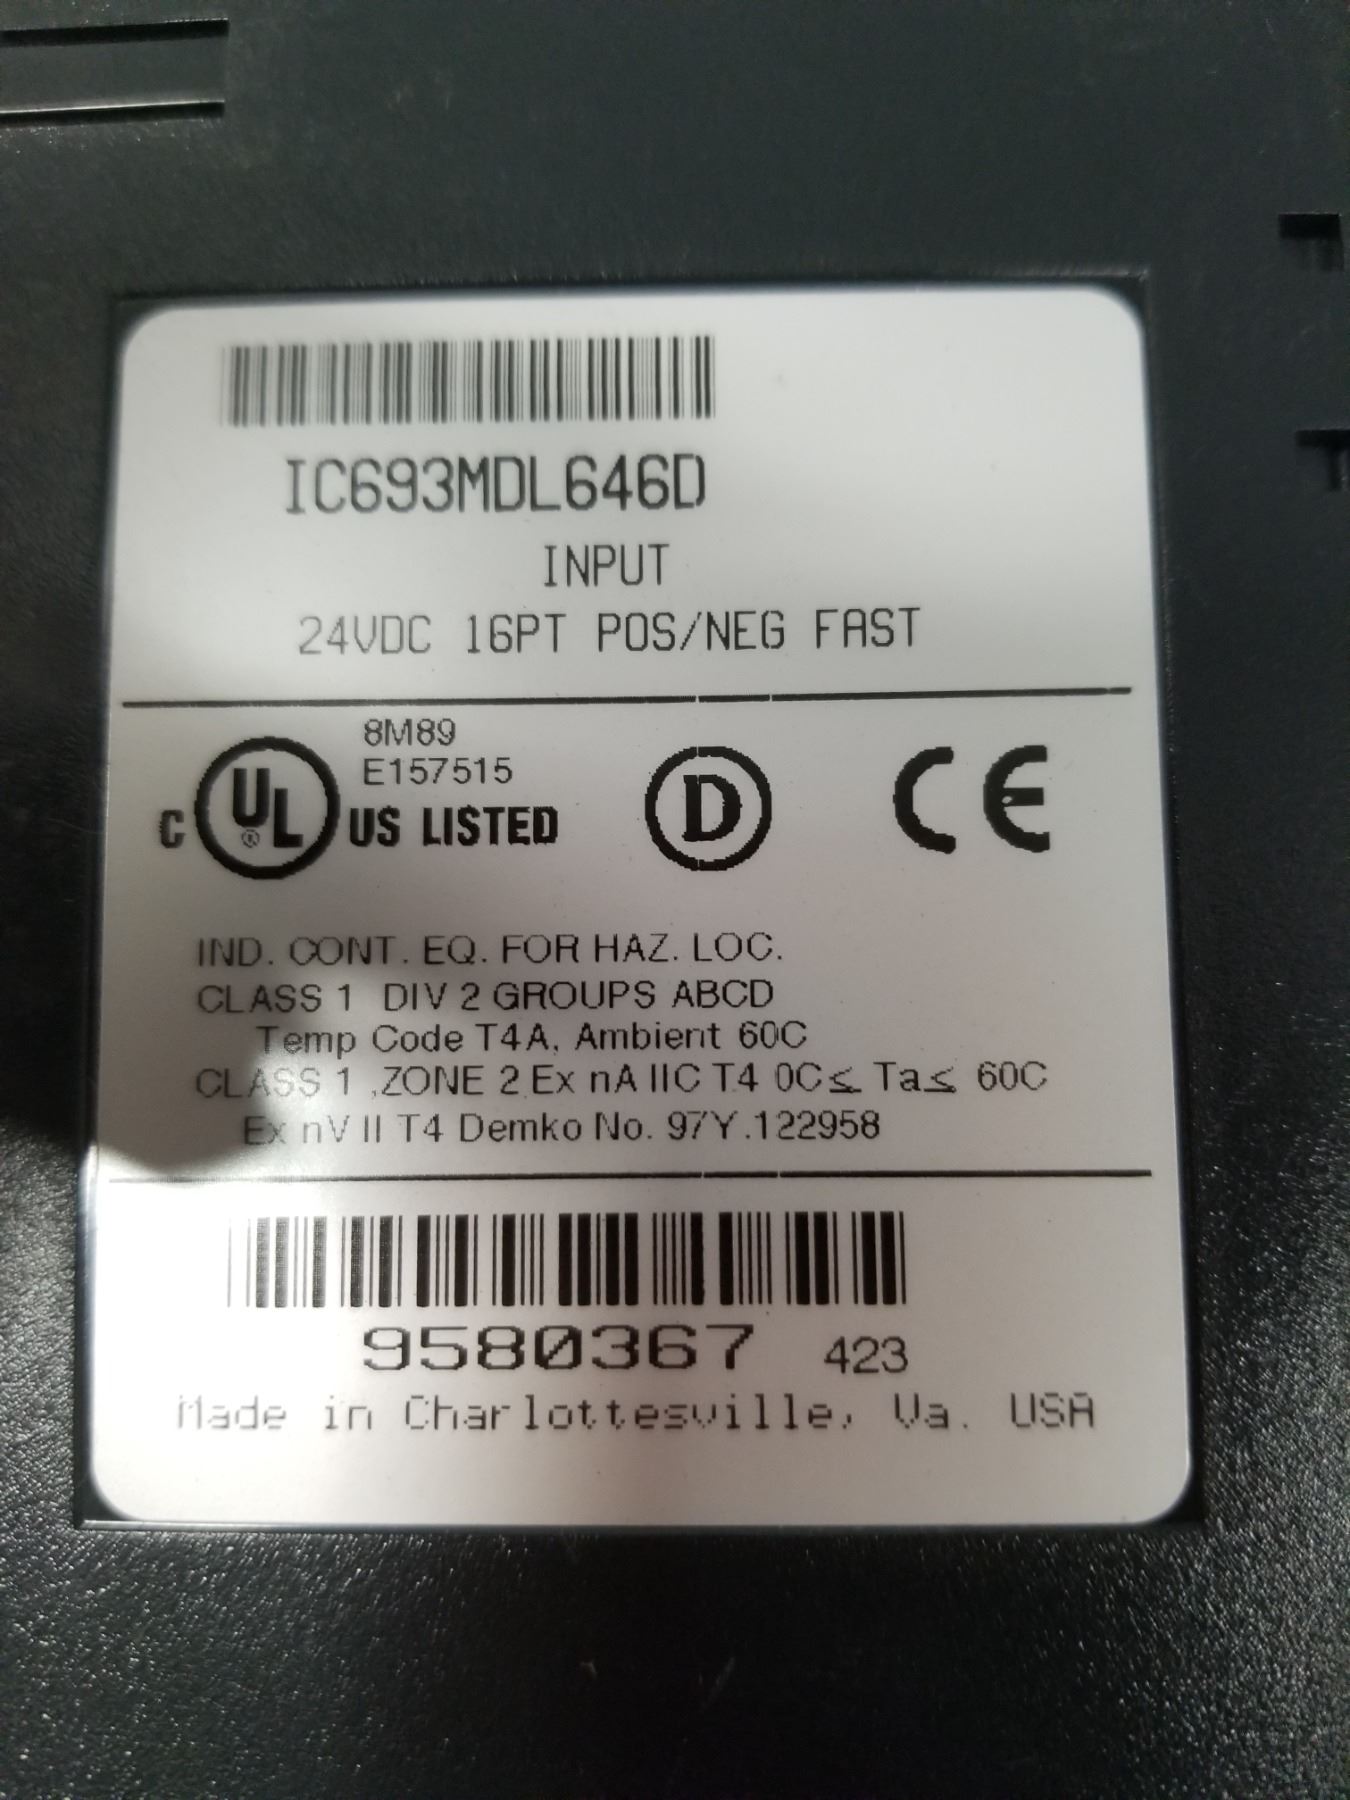 IC693MDL646D
INPUT
24VDC 16PT POS/NEG FAST
8M89
E157515
C UL ® US LISTED
D
CE
IND. CONT. EQ. FOR HAZ. LOC.
CLASS 1 DIV 2 GROUPS ABCD
Temp Code T4A, Ambient 60C
CLASS 1 ,ZONE 2 Ex nA IIC T4 0C≤ Ta≤ 60C
Ex nV II T4 Demko No. 97Y.122958
9580367 423
Made in Charlottesville, Va. USA